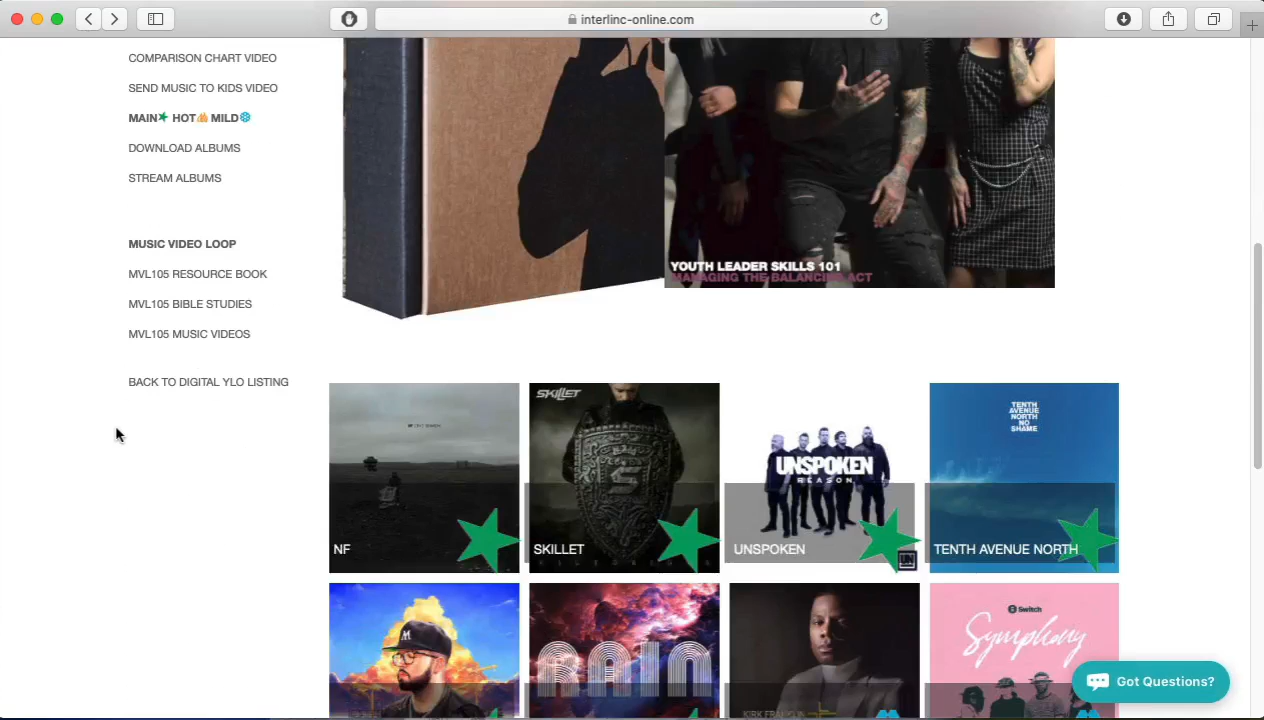 interlinc-online.com
COMPARISON CHART VIDEO
SEND MUSIC TO KIDS VIDEO
MAIN HOT MILD
DOWNLOAD ALBUMS
STREAM ALBUMS
MUSIC VIDEO LOOP
MVL105 RESOURCE BOOK
MVL105 BIBLE STUDIES
MVL105 MUSIC VIDEOS
BACK TO DIGITAL YLO LISTING
YOUTH LEADER SKILLS 101
MANAGING THE BALANCING ACT
NF
SKILLET
SKILLET
UNSPOKEN
REASON
UNSPOKEN
TENTH
AVENUE
NORTH
NO
SHAME
TENTH AVENUE NORTH
RAIN
KIRK FRANKLIN
Switch
Symphony
Got Questions?